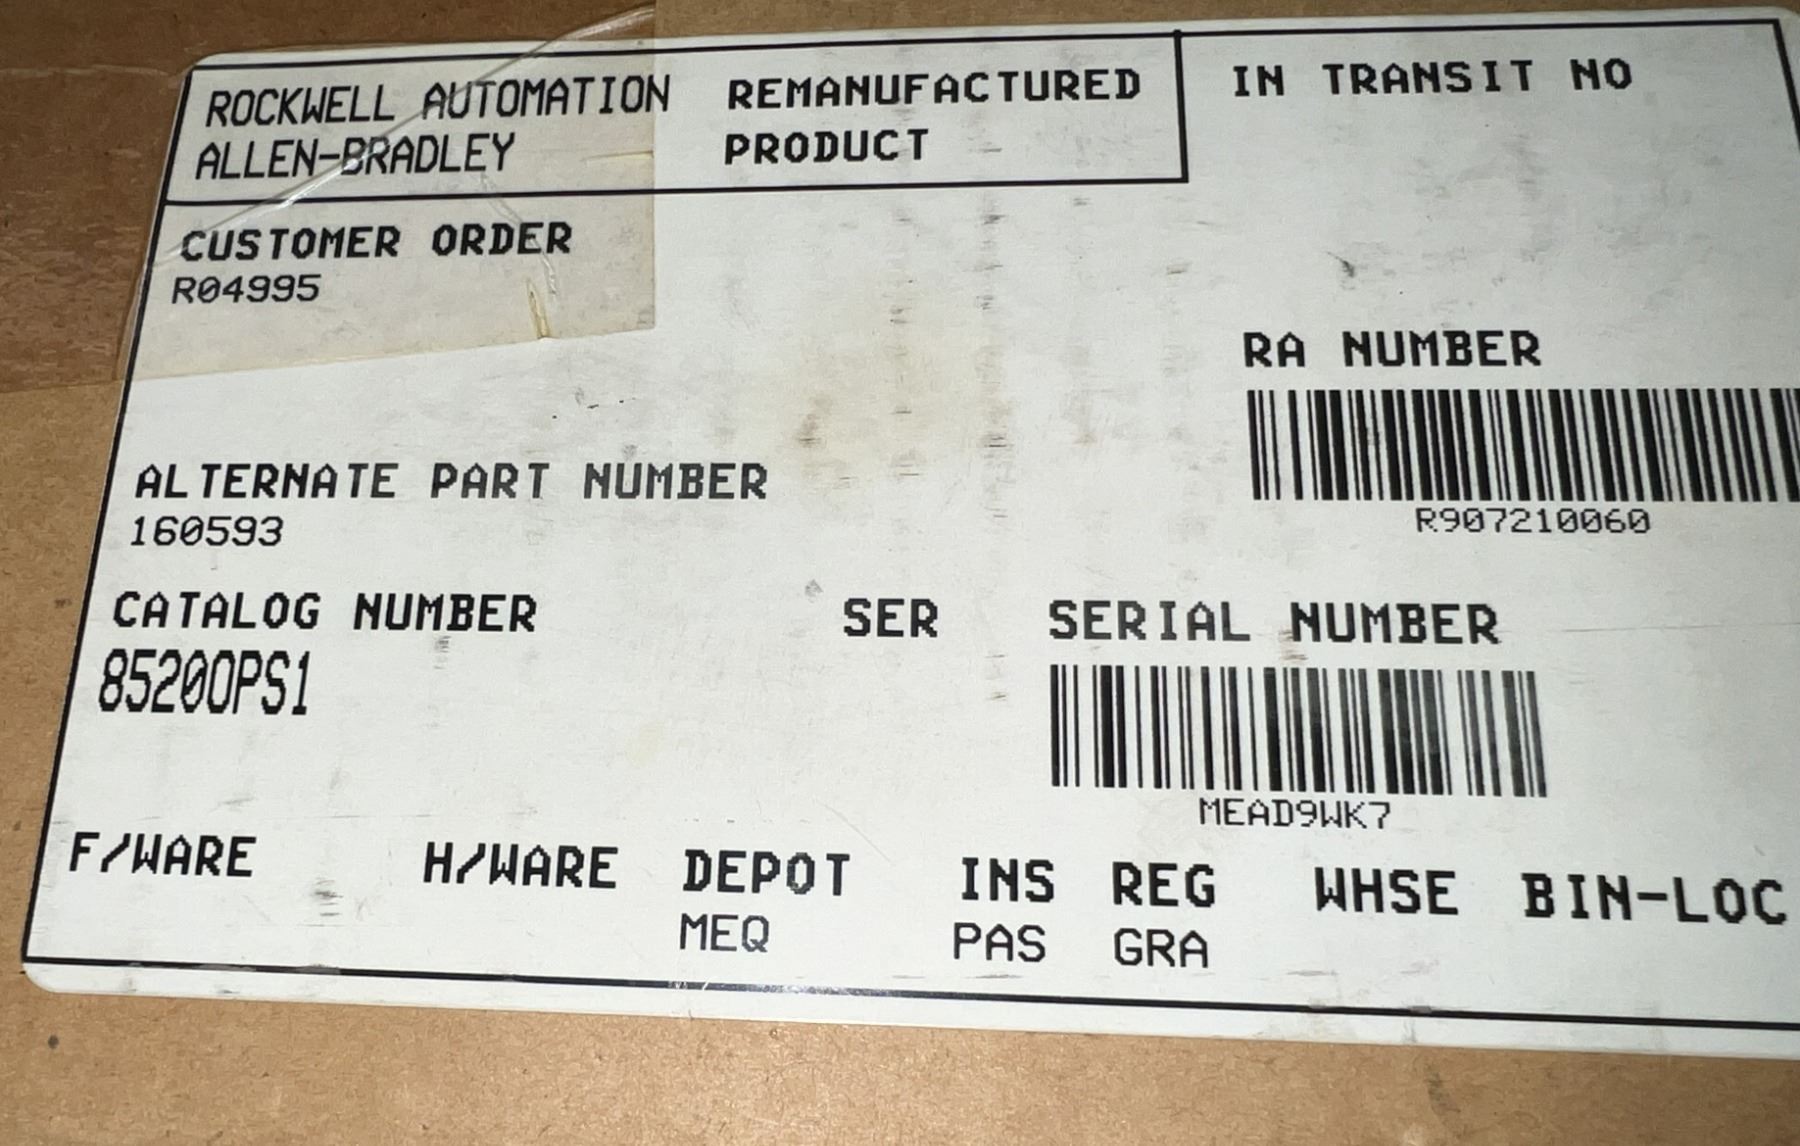 ROCKWELL AUTOMATION REMANUFACTURED
ALLEN-BRADLEY PRODUCT
IN TRANSIT NO
CUSTOMER ORDER
R04995
RA NUMBER
R907210060
ALTERNATE PART NUMBER
160593
CATALOG NUMBER SER SERIAL NUMBER
8520OPS1
MEAD9WK7
F/WARE H/WARE DEPOT INS REG WHSE BIN-LOC
MEQ PAS GRA